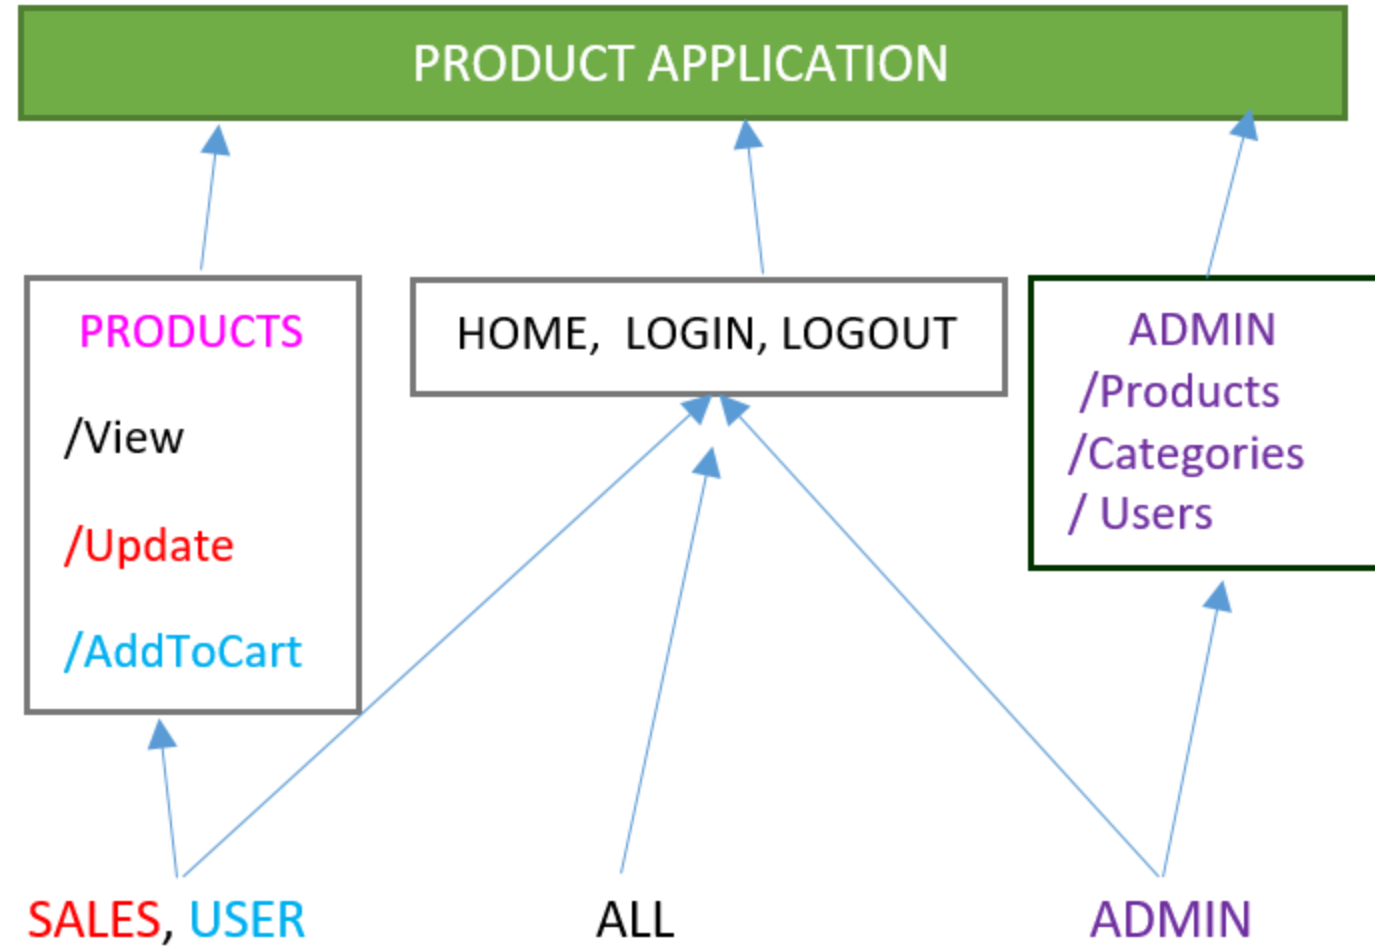 PRODUCT APPLICATION
PRODUCTS
/View
/Update
/AddToCart
HOME, LOGIN, LOGOUT
ADMIN
/Products
/Categories
/ Users
SALES, USER
ALL
ADMIN